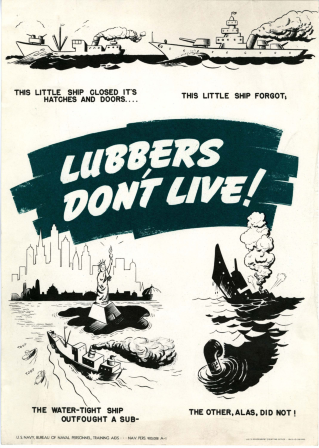 THIS LITTLE SHIP CLOSED IT'S
HATCHES AND DOORS....
THIS LITTLE SHIP FORGOT;
LUBBERS
DON'T LIVE!
THE WATER-TIGHT SHIP
OUTFOUGHT A SUB-
THE OTHER, ALAS, DID NOT!
U.S. NAVY, BUREAU OF NAVAL PERSONNEL, TRAINING AIDS